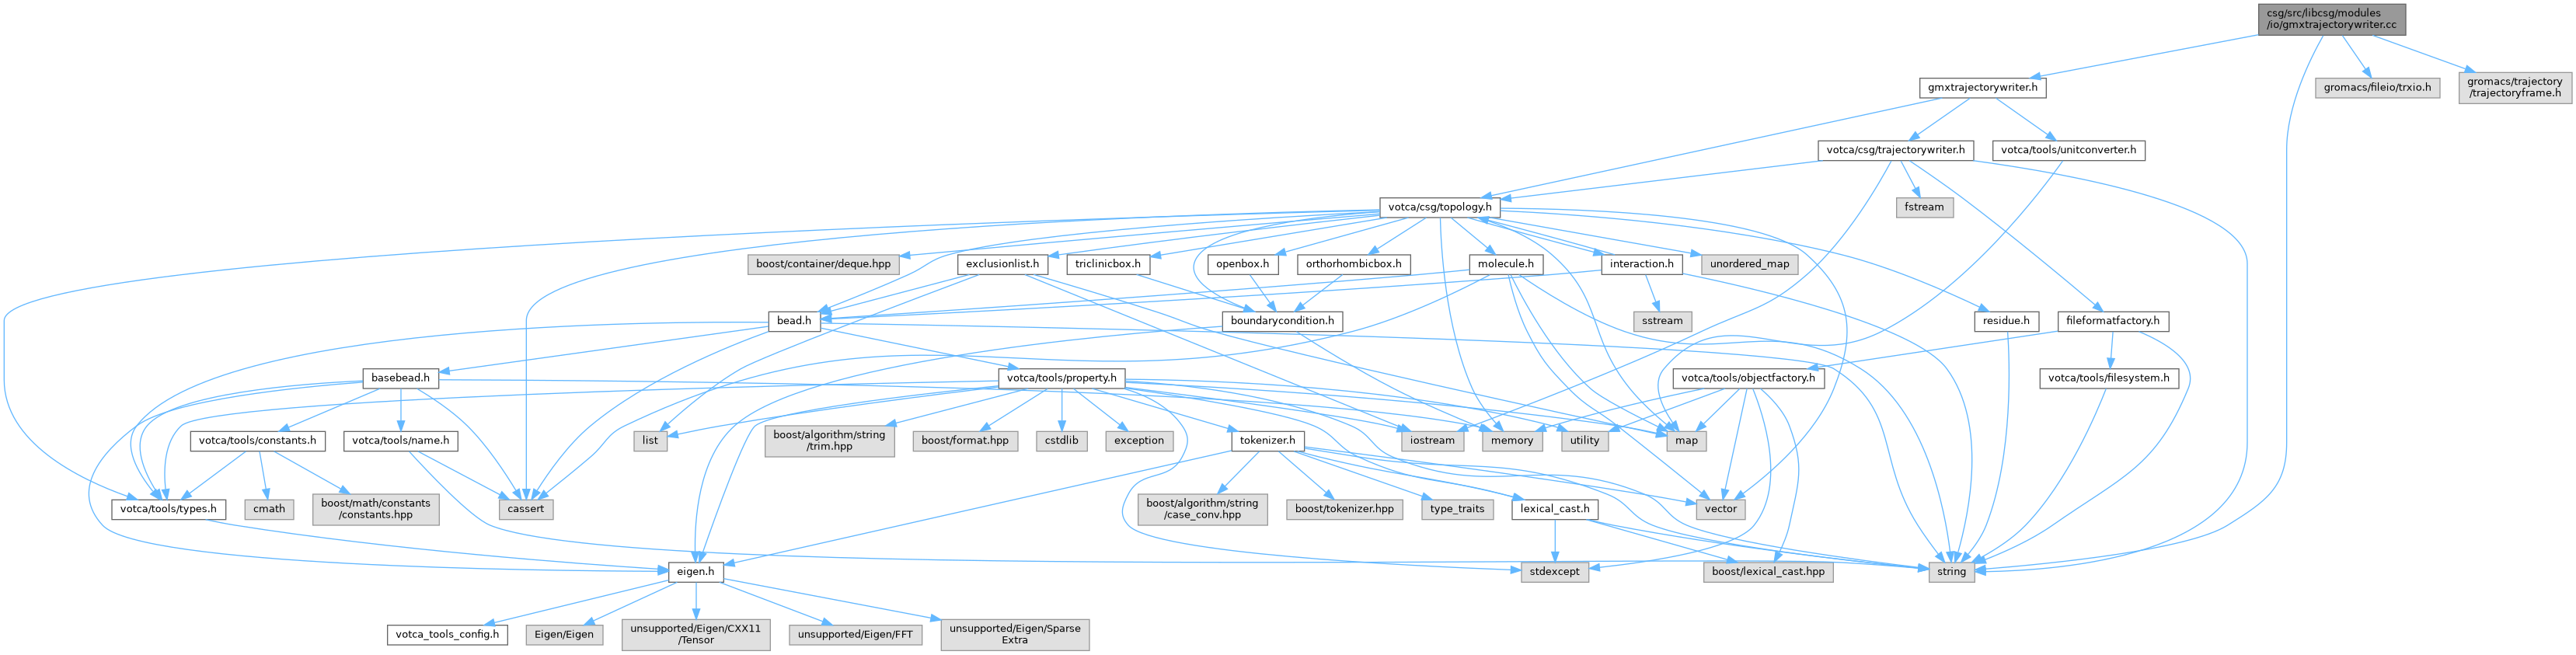 csg/src/libcsg/modules
/io/gmxtrajectorywriter.cc
gmxtrajectorywriter.h
gromacs/fileio/trxio.h
gromacs/trajectory
/trajectoryframe.h
votca/csg/trajectorywriter.h
votca/tools/unitconverter.h
votca/csg/topology.h
fstream
boost/container/deque.hpp
exclusionlist.h
triclinicbox.h
openbox.h
orthorhombicbox.h
molecule.h
interaction.h
unordered_map
bead.h
boundarycondition.h
sstream
residue.h
fileformatfactory.h
basebead.h
votca/tools/property.h
votca/tools/objectfactory.h
votca/tools/filesystem.h
votca/tools/constants.h
votca/tools/name.h
list
boost/algorithm/string
/trim.hpp
boost/format.hpp
cstdlib
exception
tokenizer.h
iostream
memory
utility
map
votca/tools/types.h
cmath
boost/math/constants
/constants.hpp
cassert
boost/algorithm/string
/case_conv.hpp
boost/tokenizer.hpp
type_traits
lexical_cast.h
vector
eigen.h
stdexcept
boost/lexical_cast.hpp
string
votca_tools_config.h
Eigen/Eigen
unsupported/Eigen/CXX11
/Tensor
unsupported/Eigen/FFT
unsupported/Eigen/Sparse
Extra